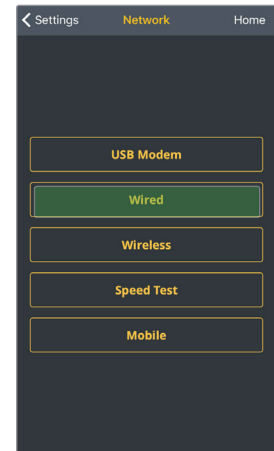 Settings Network Home
USB Modem
Wired
Wireless
Speed Test
Mobile